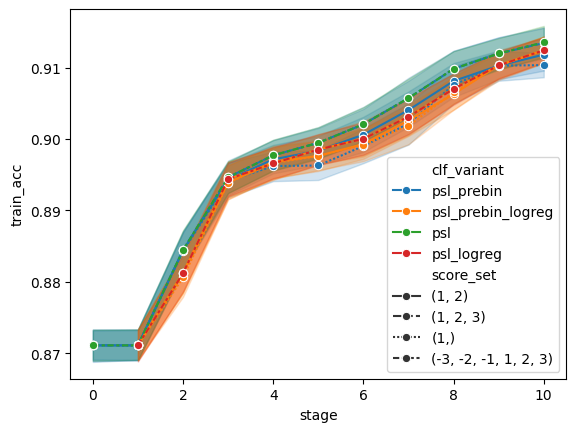 0.91
0.90
0.89
0.88
0.87
train_acc
clf_variant
psl_prebin
psl_prebin_logreg
psl
psl_logreg
score_set
(1, 2)
(1, 2, 3)
(1,)
(-3, -2, -1, 1, 2, 3)
0 2 4 6 8 10
stage